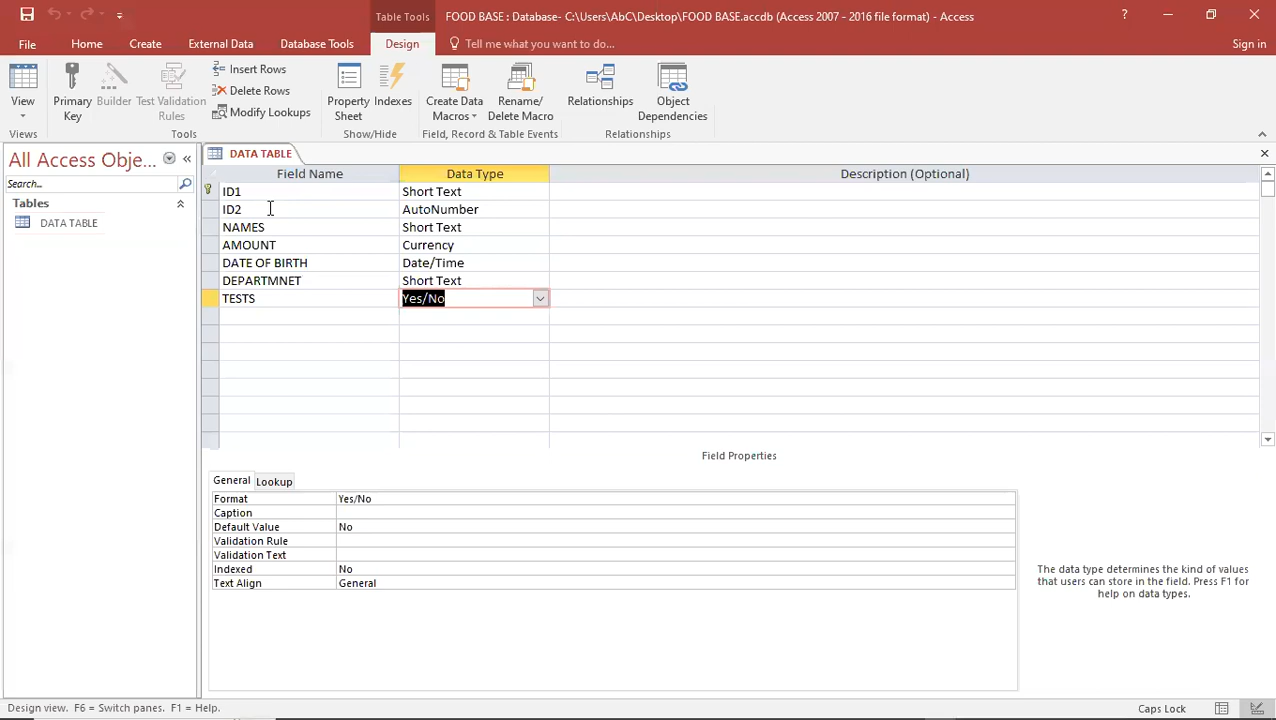 Table Tools
FOOD BASE : Database- C:\Users\AbC\Desktop\FOOD BASE.accdb (Access 2007 - 2016 file format) - Access
?
File Home Create External Data Database Tools Design Tell me what you want to do... Sign in
View
Primary Key
Builder
Test Validation Rules
Insert Rows
Delete Rows
Modify Lookups
Property Sheet
Indexes
Create Data Macros
Rename/ Delete Macro
Relationships
Object Dependencies
Views Tools Show/Hide Field, Record & Table Events Relationships
All Access Obje... «
Search...
Tables
DATA TABLE
DATA TABLE
Field Name Data Type Description (Optional)
ID1 Short Text
ID2 AutoNumber
NAMES Short Text
AMOUNT Currency
DATE OF BIRTH Date/Time
DEPARTMNET Short Text
TESTS Yes/No
Field Properties
General Lookup
Format Yes/No
Caption
Default Value No
Validation Rule
Validation Text
Indexed No
Text Align General
The data type determines the kind of values
that users can store in the field. Press F1 for
help on data types.
Design view. F6 = Switch panes. F1 = Help. Caps Lock